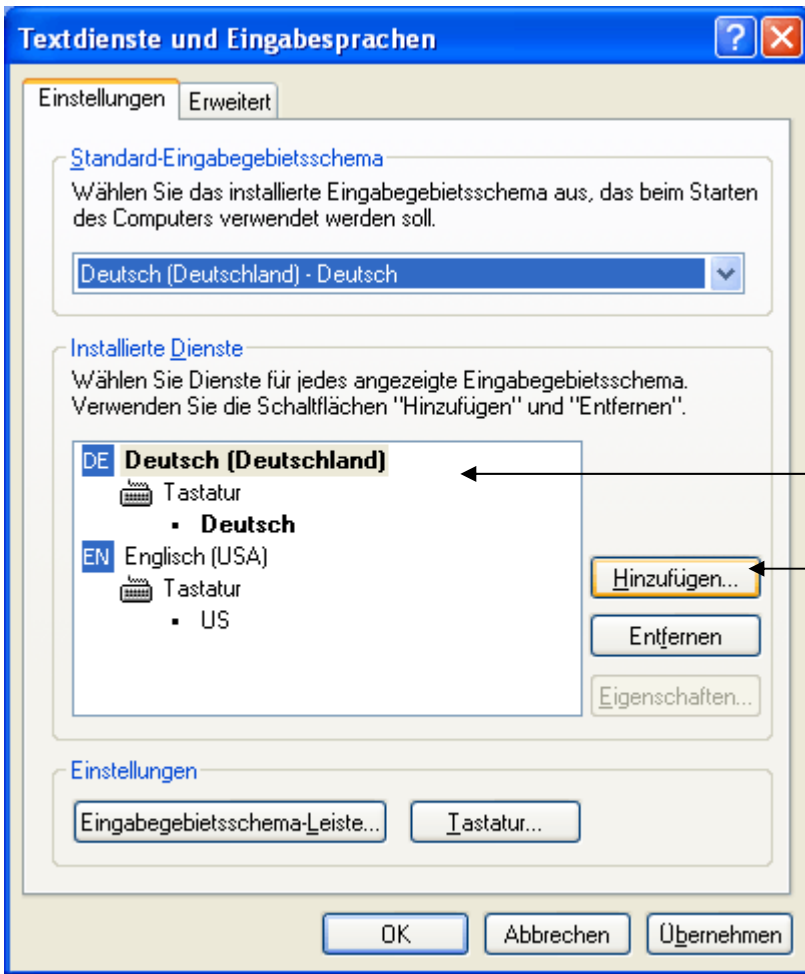 Textdienste und Eingabesprachen
Einstellungen
Erweitert
Standard-Eingabegebietsschema
Wählen Sie das installierte Eingabegebietsschema aus, das beim Starten
des Computers verwendet werden soll.
Deutsch (Deutschland) - Deutsch
Installierte Dienste
Wählen Sie Dienste für jedes angezeigte Eingabegebietsschema.
Verwenden Sie die Schaltflächen "Hinzufügen" und "Entfernen".
DE Deutsch (Deutschland)
Tastatur
▪ Deutsch
EN Englisch (USA)
Tastatur
▪ US
Hinzufügen...
Entfernen
Eigenschaften...
Einstellungen
Eingabegebietsschema-Leiste...
Tastatur...
OK
Abbrechen
Übernehmen